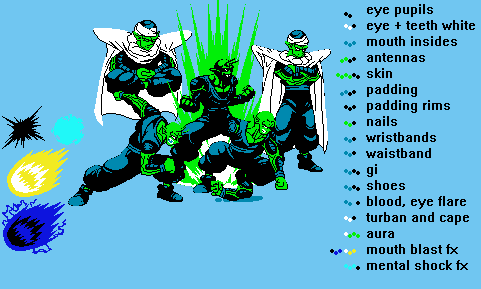 eye pupils
eye + teeth white
mouth insides
antennas
skin
padding
padding rims
nails
wristbands
waistband
gi
shoes
blood, eye flare
turban and cape
aura
mouth blast fx
mental shock fx